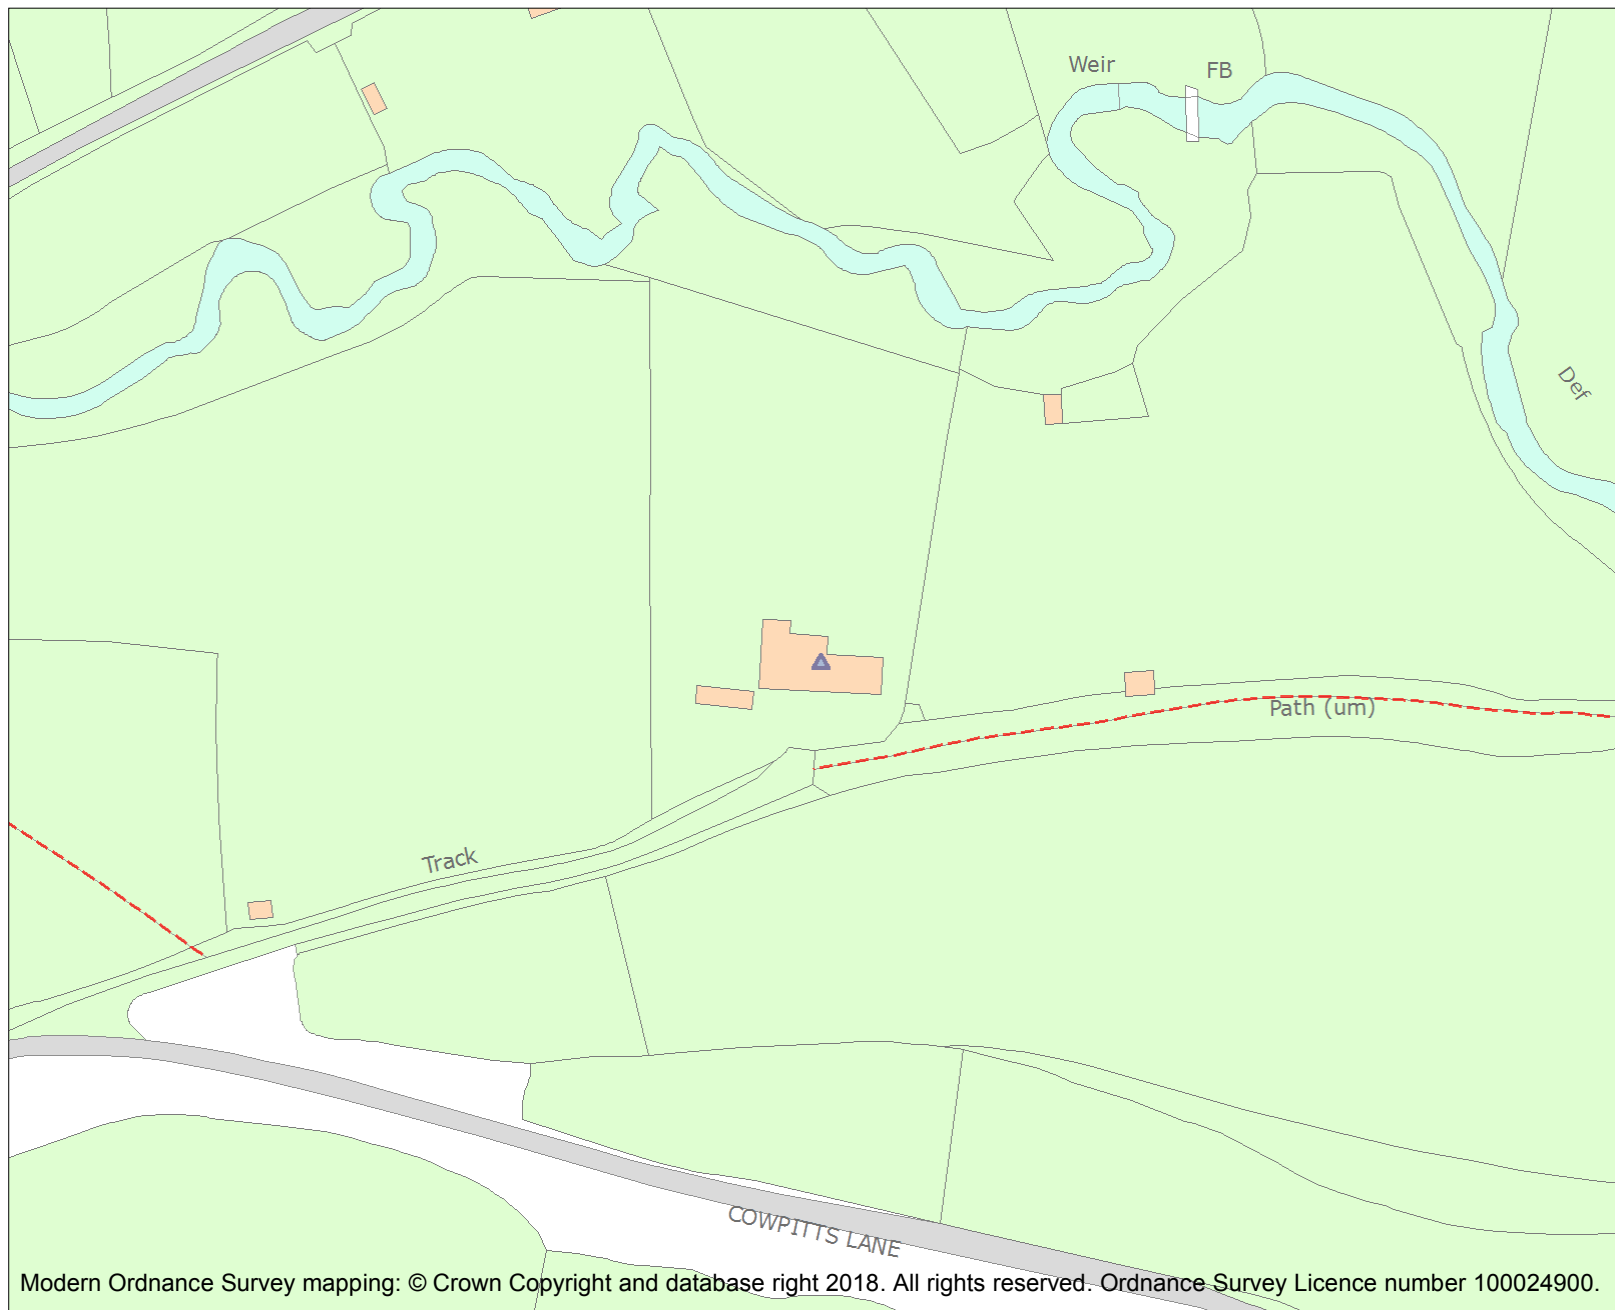 Weir
FB
Def
Path (um)
Track
COWPITTS LANE
Modern Ordnance Survey mapping: © Crown Copyright and database right 2018. All rights reserved. Ordnance Survey Licence number 100024900.